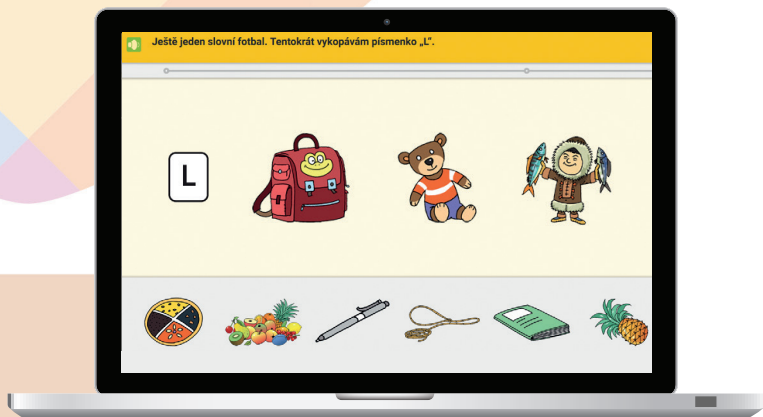 Ještě jeden slovní fotbal. Tentokrát vykopávám písmenko „L“.
L